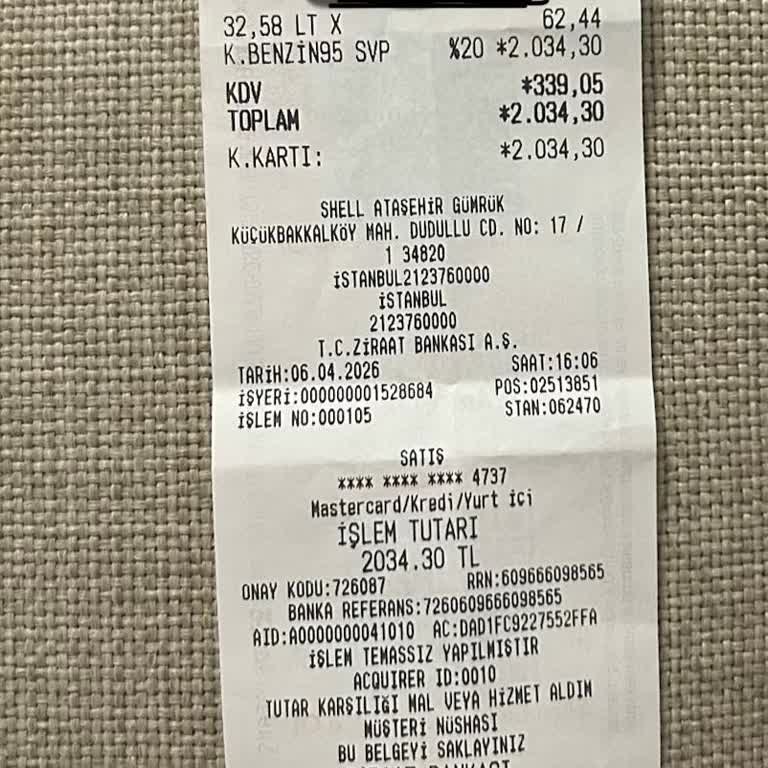 32,58 LT X 62,44
K.BENZİN95 SVP %20 *2.034,30
KDV *339,05
TOPLAM *2.034,30
K.KARTI: *2.034,30
SHELL ATAŞEHİR GÜMRÜK
KÜÇÜKBAKKALKÖY MAH. DUDULLU CD. NO: 17 /
1 34820
İSTANBUL2123760000
İSTANBUL
2123760000
T.C.ZİRAAT BANKASI A.Ş.
TARİH:06.04.2026 SAAT:16:06
İŞYERİ:000000001528684 POS:02513851
İŞLEM NO:000105 STAN:062470
SATIŞ
**** **** **** 4737
Mastercard/Kredi/Yurt İçi
İŞLEM TUTARI
2034.30 TL
ONAY KODU:726087 RRN:609666098565
BANKA REFERANS:7260609666098565
AID:A0000000041010 AC:DAD1FC9227552FFA
İŞLEM TEMASSIZ YAPILMIŞTIR
ACQUIRER ID:0010
TUTAR KARŞILIĞI MAL VEYA HİZMET ALDIM
MÜŞTERİ NÜSHASI
BU BELGEYİ SAKLAYINIZ